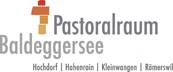 Pastoralraum
Baldeggersee
Hochdorf | Hohenrain | Kleinwangen | Römerswil